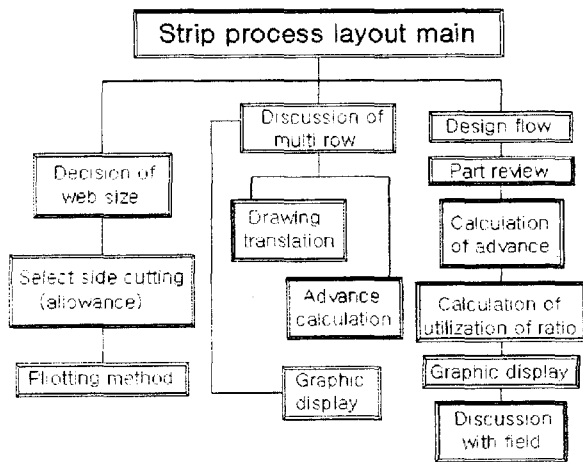 Strip process layout main
Decision of
web size
Select side cutting
(allowance)
Fliotting method
Discussion of
multi row
Drawing
translation
Advance
calculation
Graphic
display
Design flow
Part review
Calculation
of advance
Calculation of
utilization of ratio
Graphic display
Discussion
with field